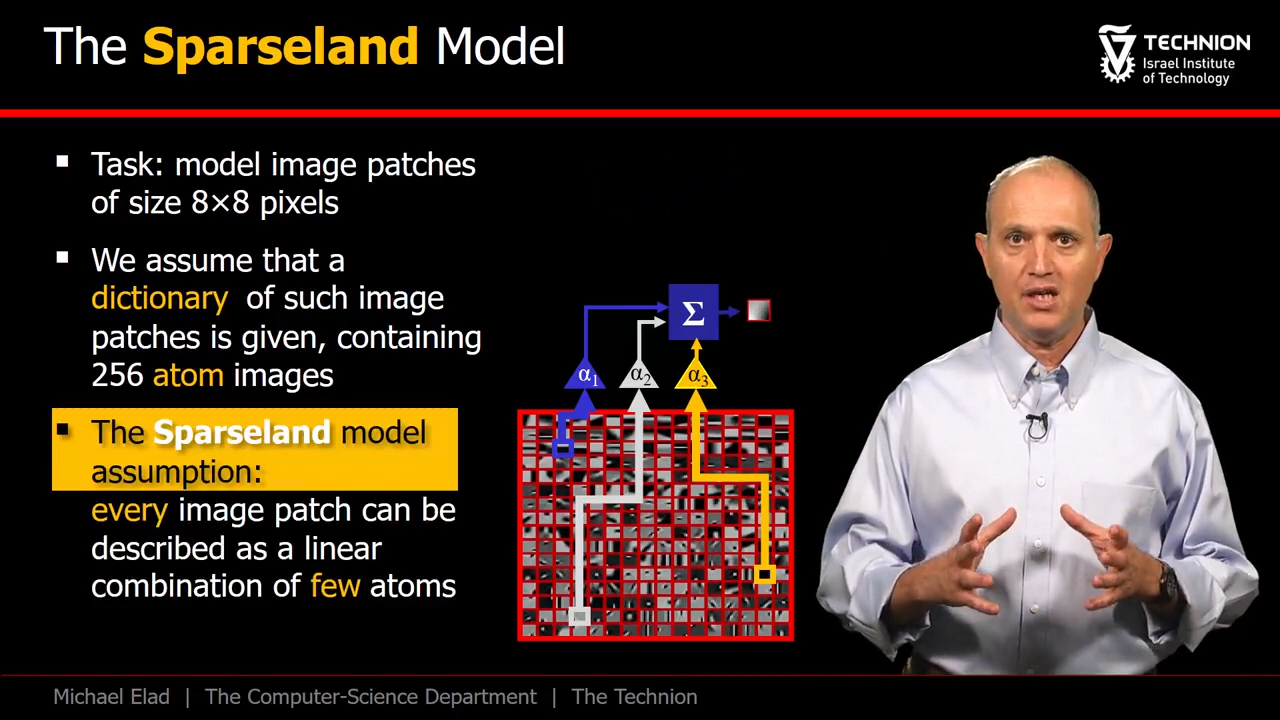 The Sparseland Model
TECHNION
Israel Institute
of Technology
▪ Task: model image patches
of size 8×8 pixels
▪ We assume that a
dictionary of such image
patches is given, containing
256 atom images
▪ The Sparseland model
assumption:
every image patch can be
described as a linear
combination of few atoms
Σ
α1 α2 α3
Michael Elad | The Computer-Science Department | The Technion